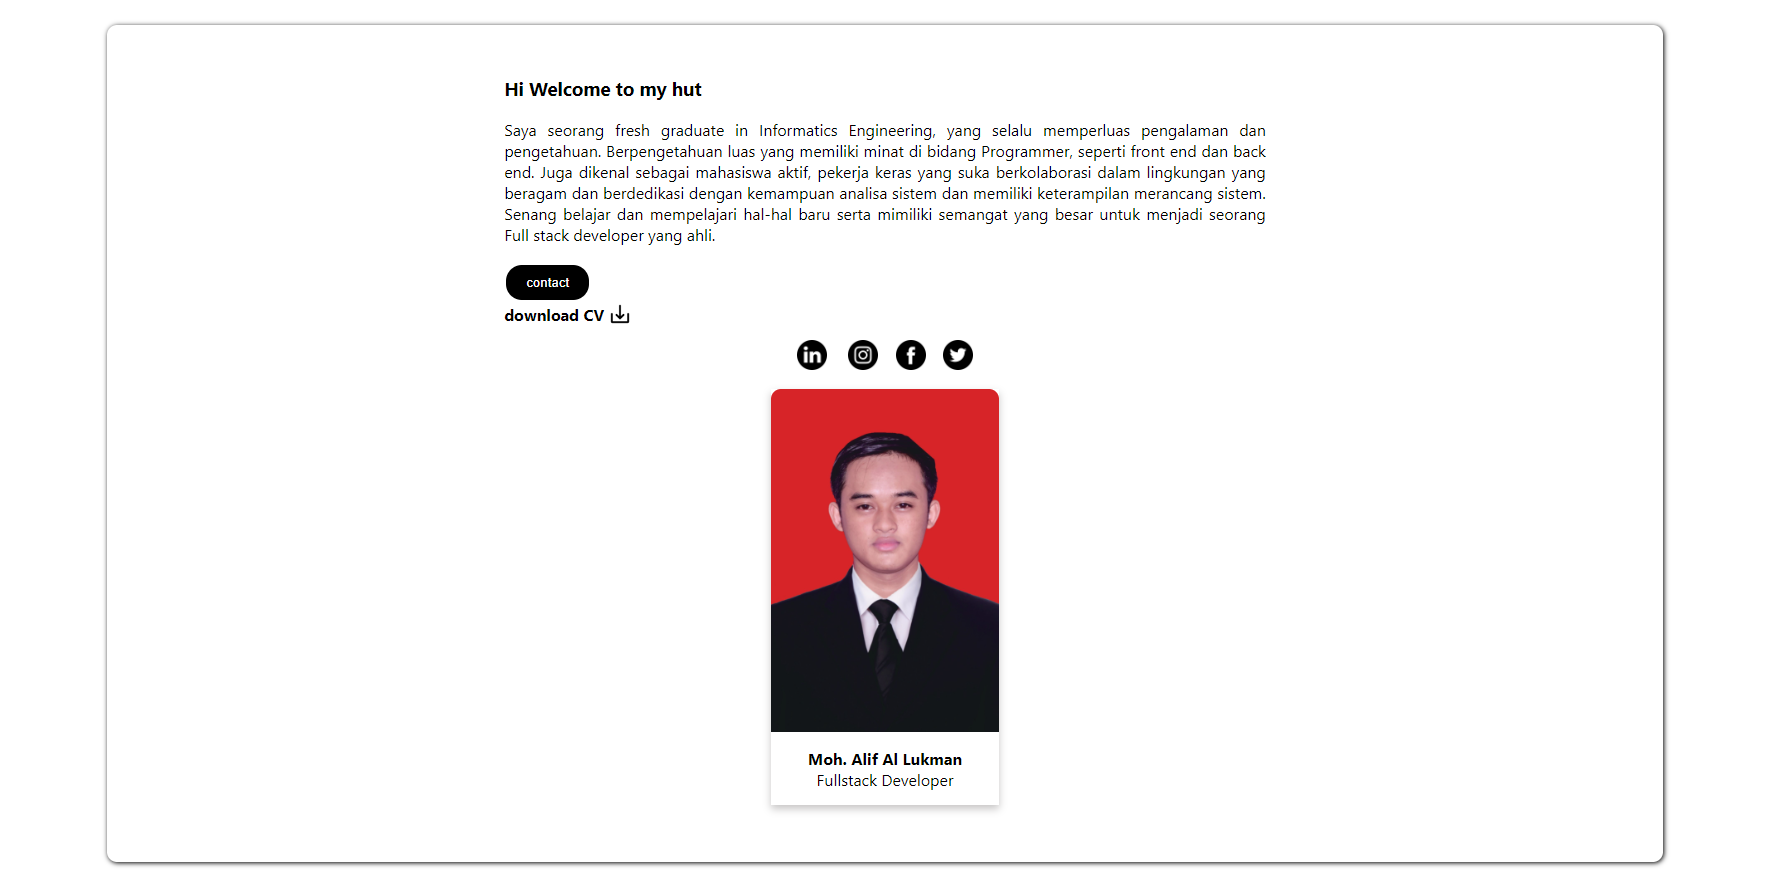 Hi Welcome to my hut
Saya seorang fresh graduate in Informatics Engineering, yang selalu memperluas pengalaman dan
pengetahuan. Berpengetahuan luas yang memiliki minat di bidang Programmer, seperti front end dan back
end. Juga dikenal sebagai mahasiswa aktif, pekerja keras yang suka berkolaborasi dalam lingkungan yang
beragam dan berdedikasi dengan kemampuan analisa sistem dan memiliki keterampilan merancang sistem.
Senang belajar dan mempelajari hal-hal baru serta mimiliki semangat yang besar untuk menjadi seorang
Full stack developer yang ahli.
contact
download CV
Moh. Alif Al Lukman
Fullstack Developer